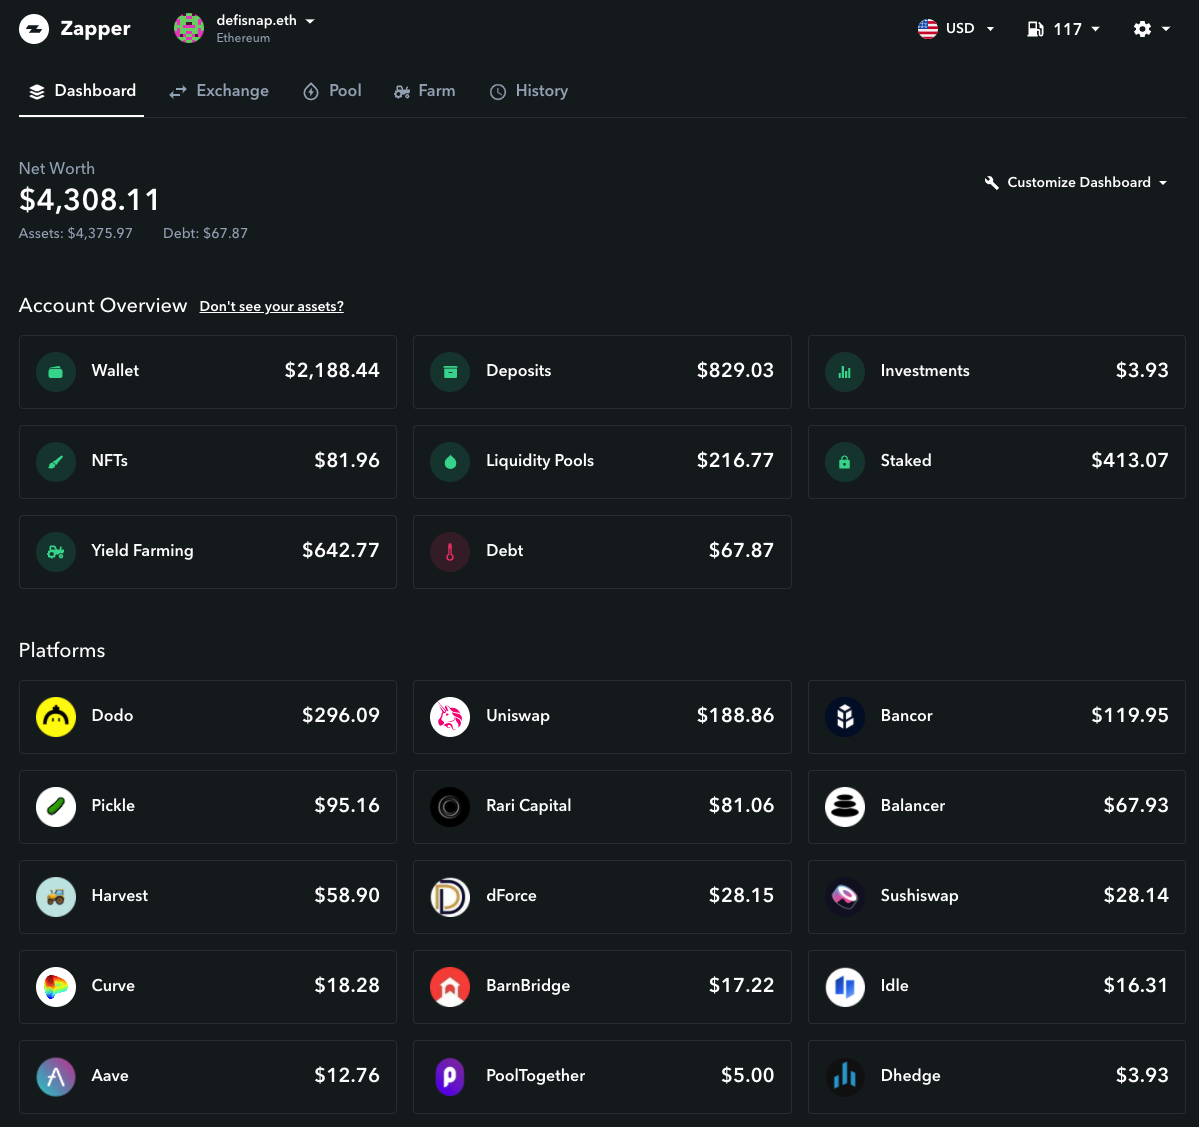 Zapper
defisnap.eth
Ethereum
USD
117
Dashboard
Exchange
Pool
Farm
History
Net Worth
$4,308.11
Assets: $4,375.97
Debt: $67.87
Customize Dashboard
Account Overview
Don't see your assets?
Wallet
$2,188.44
Deposits
$829.03
Investments
$3.93
NFTs
$81.96
Liquidity Pools
$216.77
Staked
$413.07
Yield Farming
$642.77
Debt
$67.87
Platforms
Dodo
$296.09
Uniswap
$188.86
Bancor
$119.95
Pickle
$95.16
Rari Capital
$81.06
Balancer
$67.93
Harvest
$58.90
dForce
$28.15
Sushiswap
$28.14
Curve
$18.28
BarnBridge
$17.22
Idle
$16.31
Aave
$12.76
PoolTogether
$5.00
Dhedge
$3.93